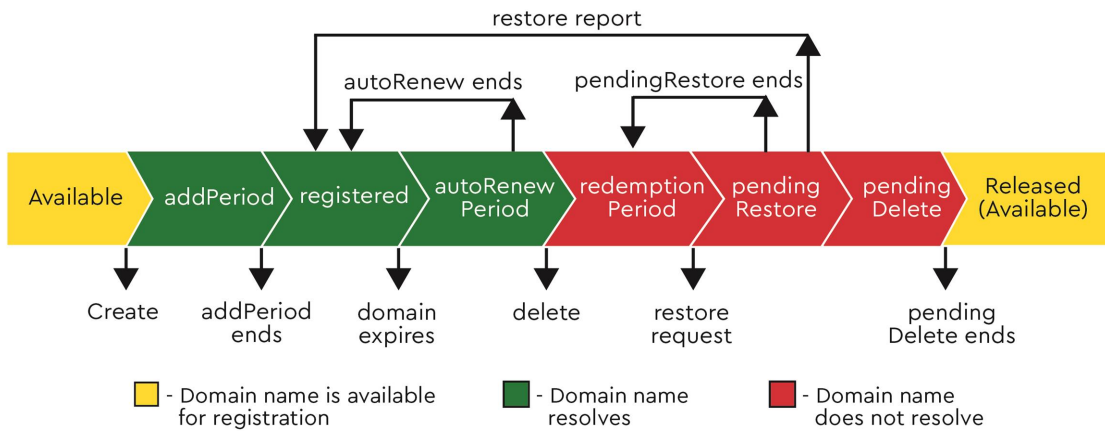 restore report
autoRenew ends
pendingRestore ends
Available
addPeriod
registered
autoRenew
Period
redemption
Period
pending
Restore
pending
Delete
Released
(Available)
Create
addPeriod
ends
domain
expires
delete
restore
request
pending
Delete ends
- Domain name is available
for registration
- Domain name
resolves
- Domain name
does not resolve